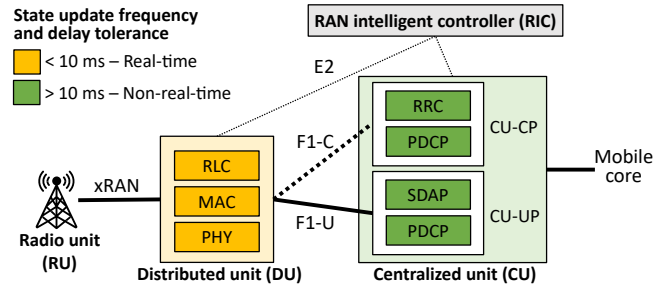 State update frequency
and delay tolerance
< 10 ms – Real-time
> 10 ms – Non-real-time
RAN intelligent controller (RIC)
E2
RRC
PDCP
CU-CP
F1-C
RLC
MAC
PHY
xRAN
F1-U
SDAP
PDCP
CU-UP
Mobile
core
Radio unit
(RU)
Distributed unit (DU)
Centralized unit (CU)